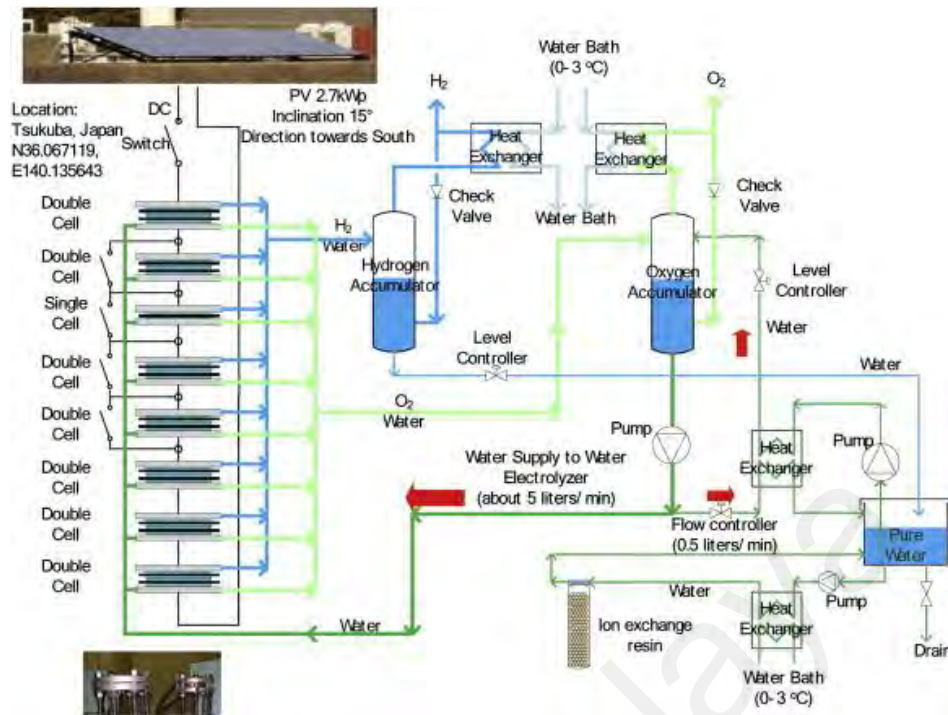 H2
Water Bath
(0- 3 ºC)
O2
Location:
Tsukuba, Japan
N36.067119,
E140.135643
DC
Switch
PV 2.7kWp
Inclination 15°
Direction towards South
Heat
Exchanger
Heat
Exchanger
Check
Valve
Check
Valve
Water Bath
Double
Cell
Double
Cell
Single
Cell
Double
Cell
Double
Cell
Double
Cell
Double
Cell
Double
Cell
H2
Water
Hydrogen
Accumulator
Oxygen
Accumulator
Level
Controller
Level
Controller
Water
Water
O2
Water
Pump
Heat
Exchanger
Pump
Water Supply to Water
Electrolyzer
(about 5 liters/ min)
Flow controller
(0.5 liters/ min)
Pure
Water
Water
Pump
Heat
Exchanger
Ion exchange
resin
Water
Drain
Water Bath
(0- 3 ºC)